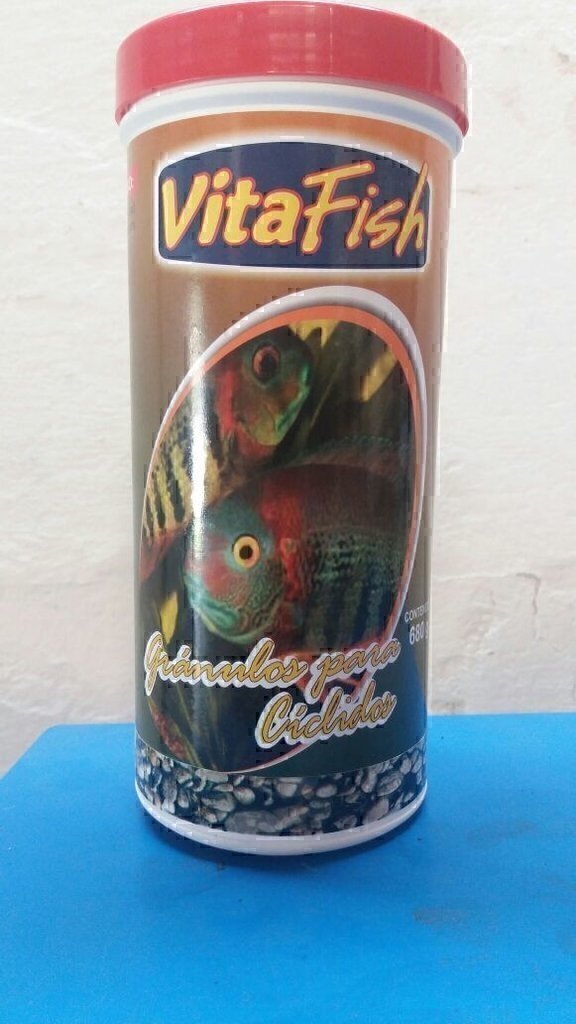 VitaFish
680
Gránulos para
Cíclidos